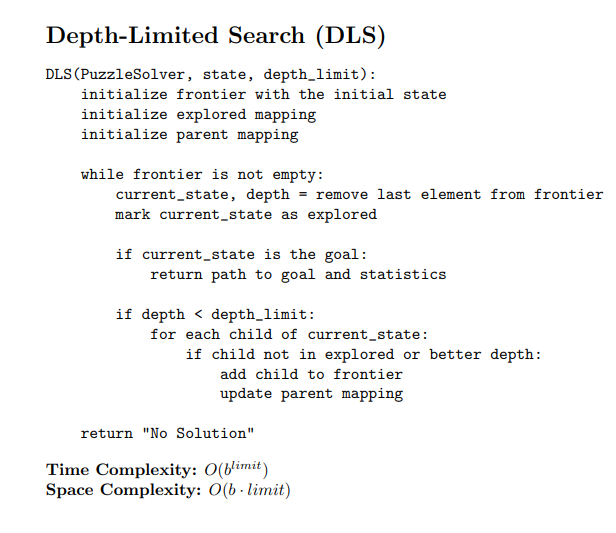 Depth-Limited Search (DLS)
DLS(PuzzleSolver, state, depth_limit):
    initialize frontier with the initial state
    initialize explored mapping
    initialize parent mapping
    while frontier is not empty:
        current_state, depth = remove last element from frontier
        mark current_state as explored
        if current_state is the goal:
            return path to goal and statistics
        if depth < depth_limit:
            for each child of current_state:
                if child not in explored or better depth:
                    add child to frontier
                    update parent mapping
    return "No Solution"
Time Complexity: O(b^{limit})
Space Complexity: O(b · limit)